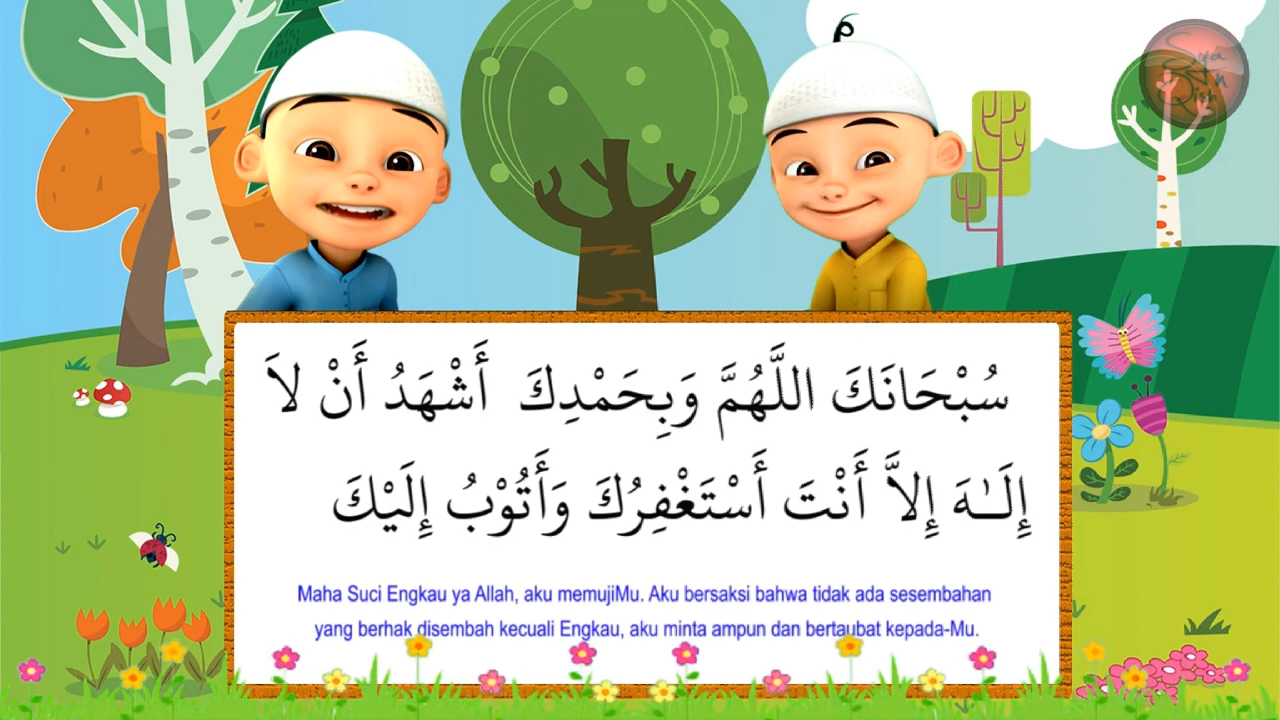 سُبْحَانَكَ اللَّهُمَّ وَبِحَمْدِكَ أَشْهَدُ أَنْ لاَ
إِلَـٰهَ إِلاَّ أَنْتَ أَسْتَغْفِرُكَ وَأَتُوْبُ إِلَيْكَ
Maha Suci Engkau ya Allah, aku memujiMu. Aku bersaksi bahwa tidak ada sesembahan
yang berhak disembah kecuali Engkau, aku minta ampun dan bertaubat kepada-Mu.